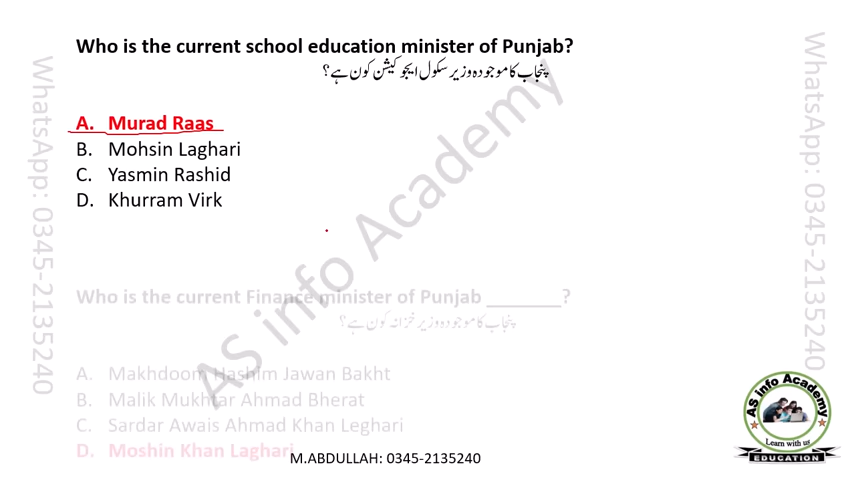 Who is the current school education minister of Punjab?
پنجاب کا موجودہ وزیر سکول ایجوکیشن کون ہے؟
A. Murad Raas
B. Mohsin Laghari
C. Yasmin Rashid
D. Khurram Virk
Who is the current Finance minister of Punjab ________?
پنجاب کا موجودہ وزیر خزانہ کون ہے؟
A. Makhdoom Hashim Jawan Bakht
B. Malik Mukhtar Ahmad Bherat
C. Sardar Awais Ahmad Khan Leghari
D. Moshin Khan Laghari
M.ABDULLAH: 0345-2135240
WhatsApp: 0345-2135240
WhatsApp: 0345-2135240
AS info Academy
AS info Academy
Learn with us
EDUCATION